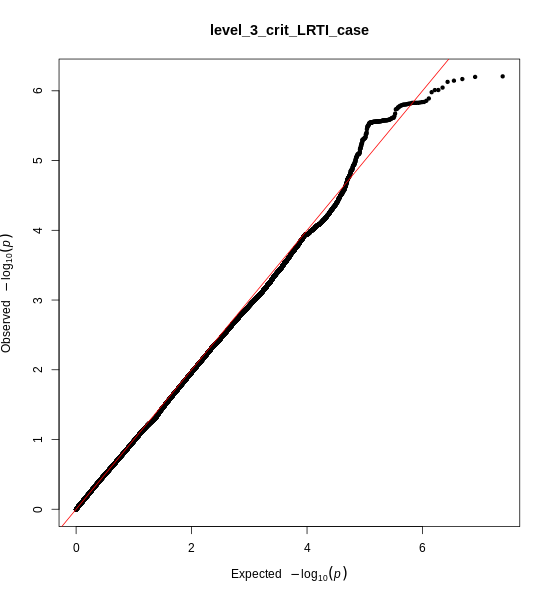 level_3_crit_LRTI_case
6
5
4
3
2
1
0
Observed −log10(p)
0 2 4 6
Expected −log10(p)